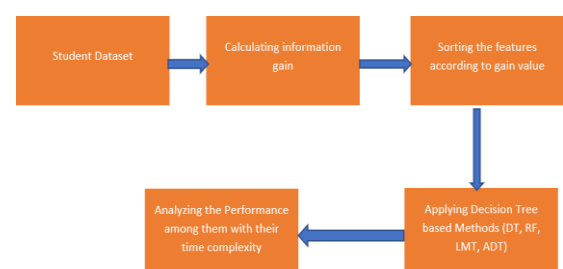 Student Dataset
Calculating information
gain
Sorting the features
according to gain value
Applying Decision Tree
based Methods (DT, RF,
LMT, ADT)
Analyzing the Performance
among them with their
time complexity